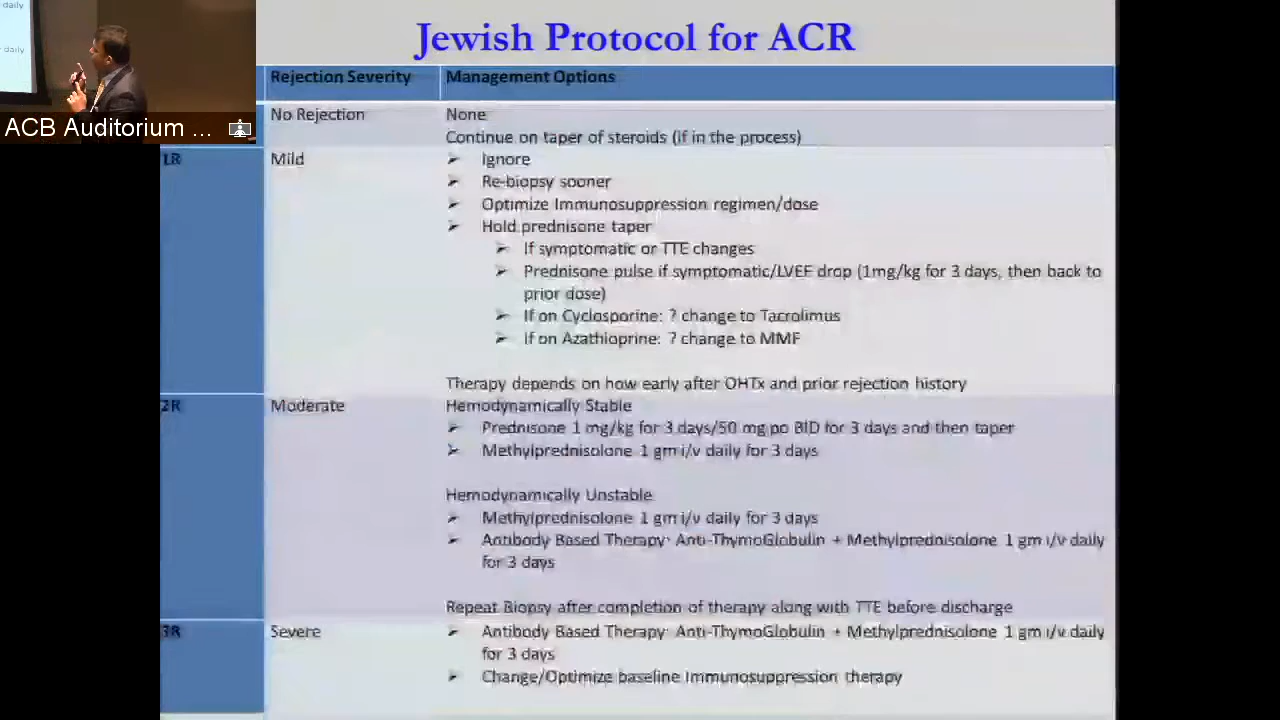 daily
daily
ACB Auditorium ...
Jewish Protocol for ACR
Rejection Severity
Management Options
No Rejection
None
Continue on taper of steroids (if in the process)
1R
Mild
➢ Ignore
➢ Re-biopsy sooner
➢ Optimize Immunosuppression regimen/dose
➢ Hold prednisone taper
➢ If symptomatic or TTE changes
➢ Prednisone pulse if symptomatic/LVEF drop (1mg/kg for 3 days, then back to
prior dose)
➢ If on Cyclosporine: ? change to Tacrolimus
➢ If on Azathioprine: ? change to MMF
Therapy depends on how early after OHTx and prior rejection history
2R
Moderate
Hemodynamically Stable
➢ Prednisone 1 mg/kg for 3 days/50 mg po BID for 3 days and then taper
➢ Methylprednisolone 1 gm i/v daily for 3 days
Hemodynamically Unstable
➢ Methylprednisolone 1 gm i/v daily for 3 days
➢ Antibody Based Therapy: Anti-ThymoGlobulin + Methylprednisolone 1 gm i/v daily
for 3 days
Repeat Biopsy after completion of therapy along with TTE before discharge
3R
Severe
➢ Antibody Based Therapy: Anti-ThymoGlobulin + Methylprednisolone 1 gm i/v daily
for 3 days
➢ Change/Optimize baseline Immunosuppression therapy